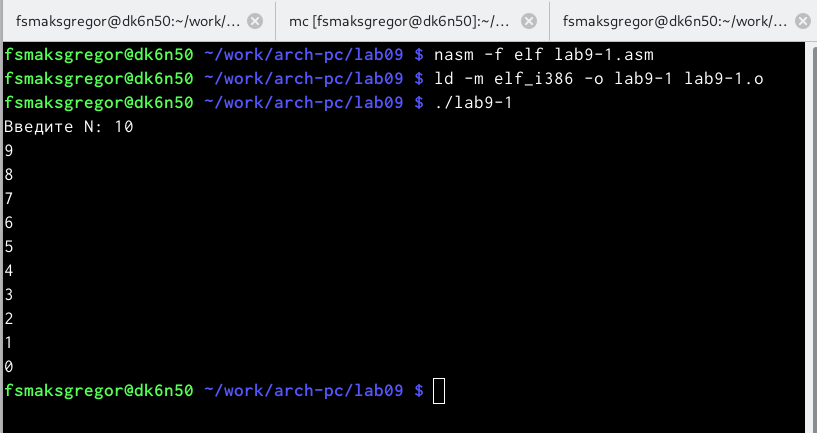 fsmaksgregor@dk6n50:~/work/... mc [fsmaksgregor@dk6n50]:~/... fsmaksgregor@dk6n50:~/work/...
fsmaksgregor@dk6n50 ~/work/arch-pc/lab09 $ nasm -f elf lab9-1.asm
fsmaksgregor@dk6n50 ~/work/arch-pc/lab09 $ ld -m elf_i386 -o lab9-1 lab9-1.o
fsmaksgregor@dk6n50 ~/work/arch-pc/lab09 $ ./lab9-1
Введите N: 10
9
8
7
6
5
4
3
2
1
0
fsmaksgregor@dk6n50 ~/work/arch-pc/lab09 $